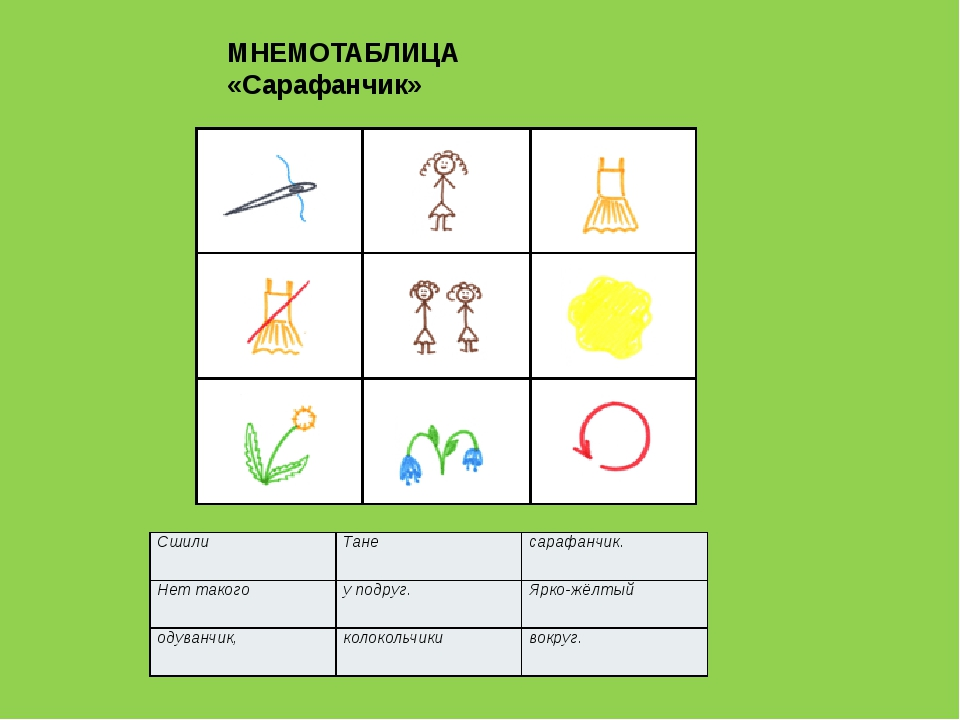 МНЕМОТАБЛИЦА
«Сарафанчик»
Сшили Тане сарафанчик.
Нет такого у подруг. Ярко-жёлтый
одуванчик, колокольчики вокруг.